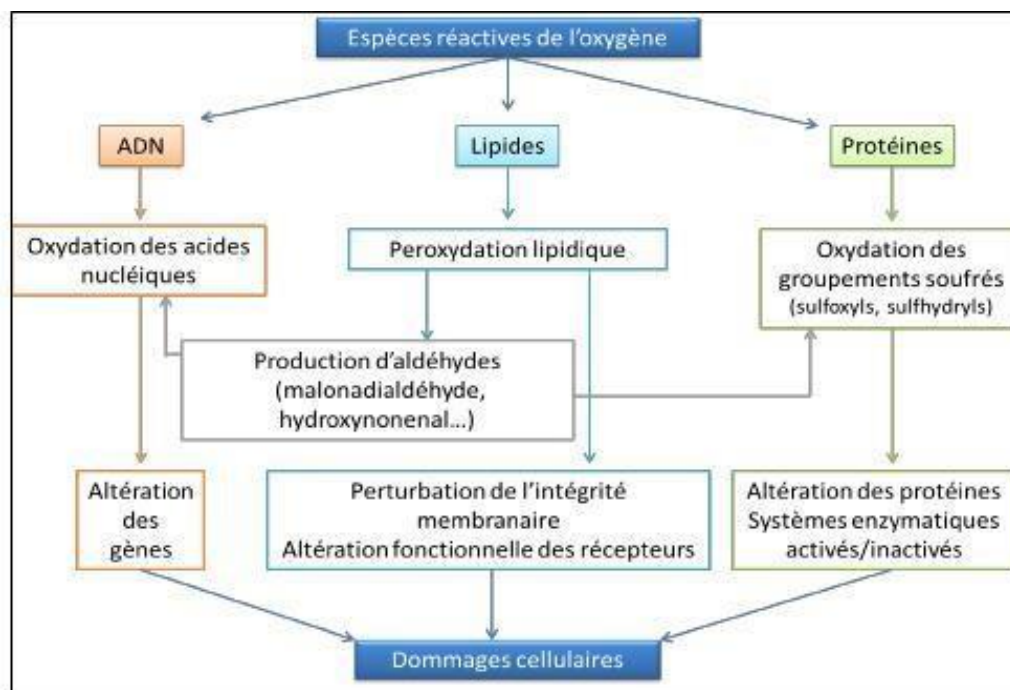 Espèces réactives de l'oxygène
ADN
Lipides
Protéines
Oxydation des acides
nucléiques
Peroxydation lipidique
Oxydation des
groupements soufrés
(sulfoxyls, sulfhydryls)
Production d'aldéhydes
(malonadialdéhyde,
hydroxynonenal...)
Altération
des
gènes
Perturbation de l'intégrité
membranaire
Altération fonctionnelle des récepteurs
Altération des protéines
Systèmes enzymatiques
activés/inactivés
Dommages cellulaires